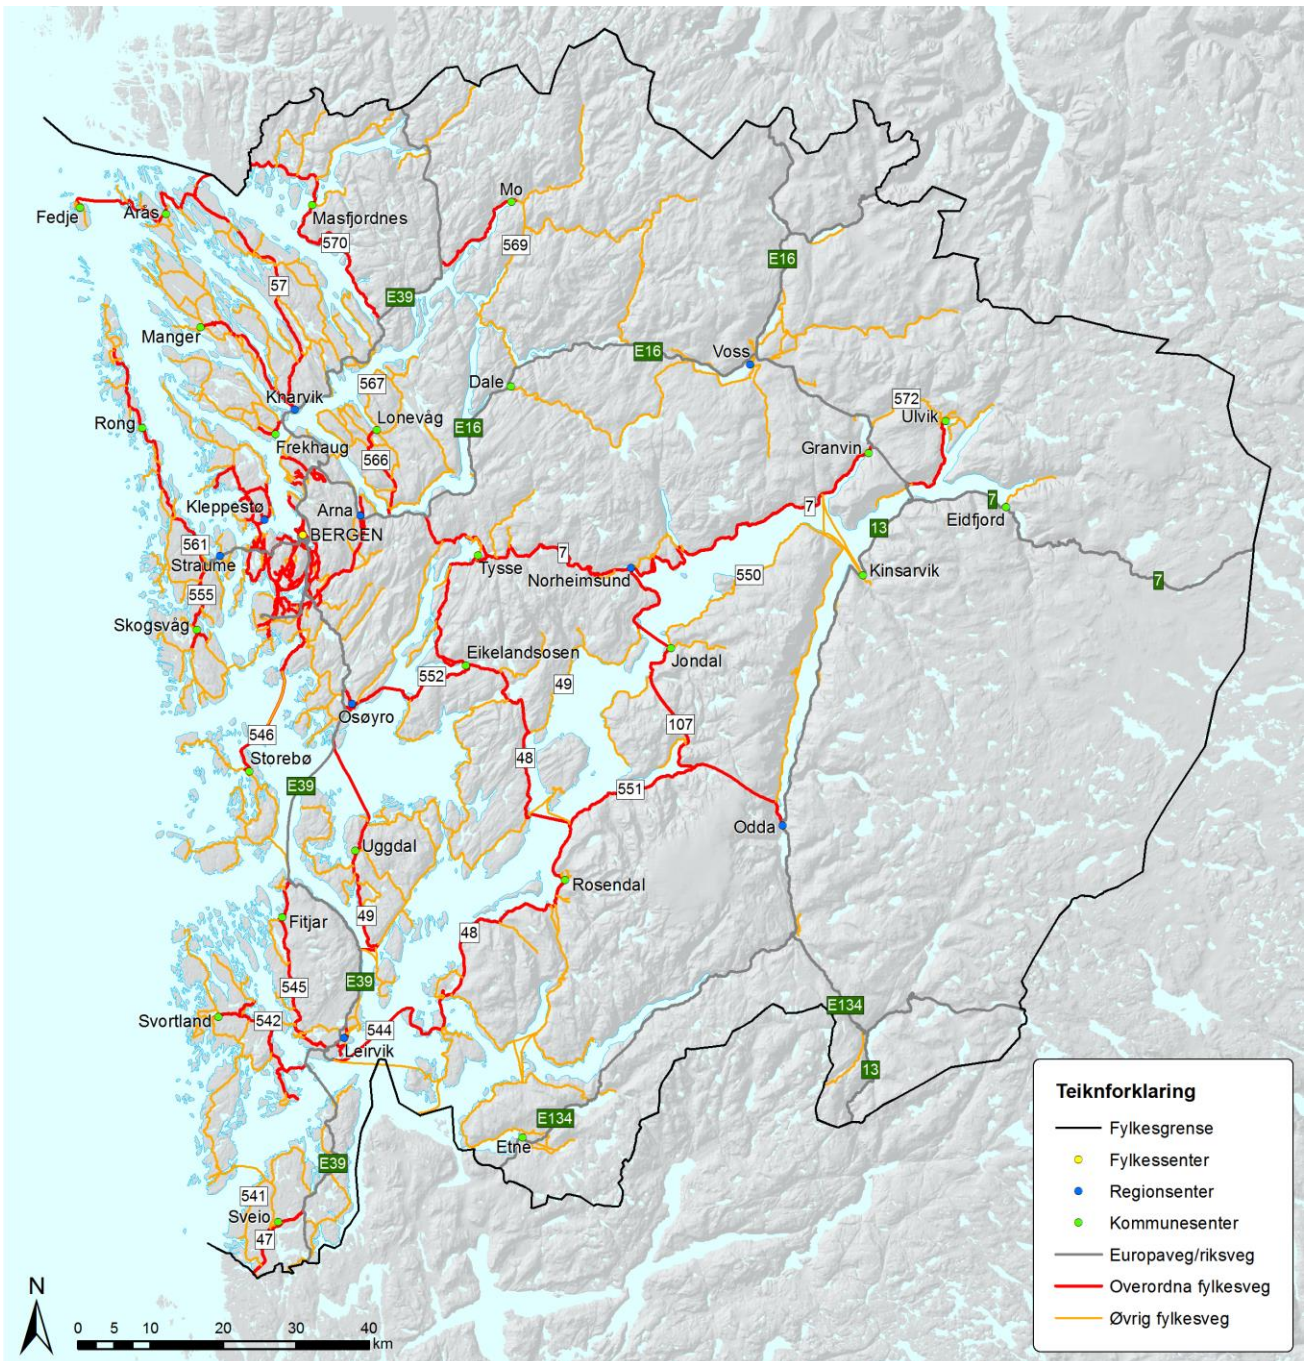 Mo
Fedje
Årås
Masfjordnes
570
569
E16
57
E39
Manger
Voss
E16
567
Dale
572
Knarvik
Lonevåg
Ulvik
Rong
E16
Frekhaug
Granvin
566
7
Kleppestø
Arna
7
Eidfjord
13
BERGEN
561
Straume
7
Tysse
Norheimsund
550
Kinsarvik
7
555
Skogsvåg
Eikelandsosen
Jondal
552
49
Osøyro
107
546
48
Storebø
E39
551
Odda
Uggdal
Rosendal
49
Fitjar
48
E39
545
E134
Svortland
542
544
Leirvik
13
E134
Etne
E39
541
Sveio
47
Teiknforklaring
Fylkesgrense
Fylkessenter
Regionsenter
Kommunesenter
Europaveg/riksveg
Overordna fylkesveg
Øvrig fylkesveg
N
0 5 10 20 30 40
km